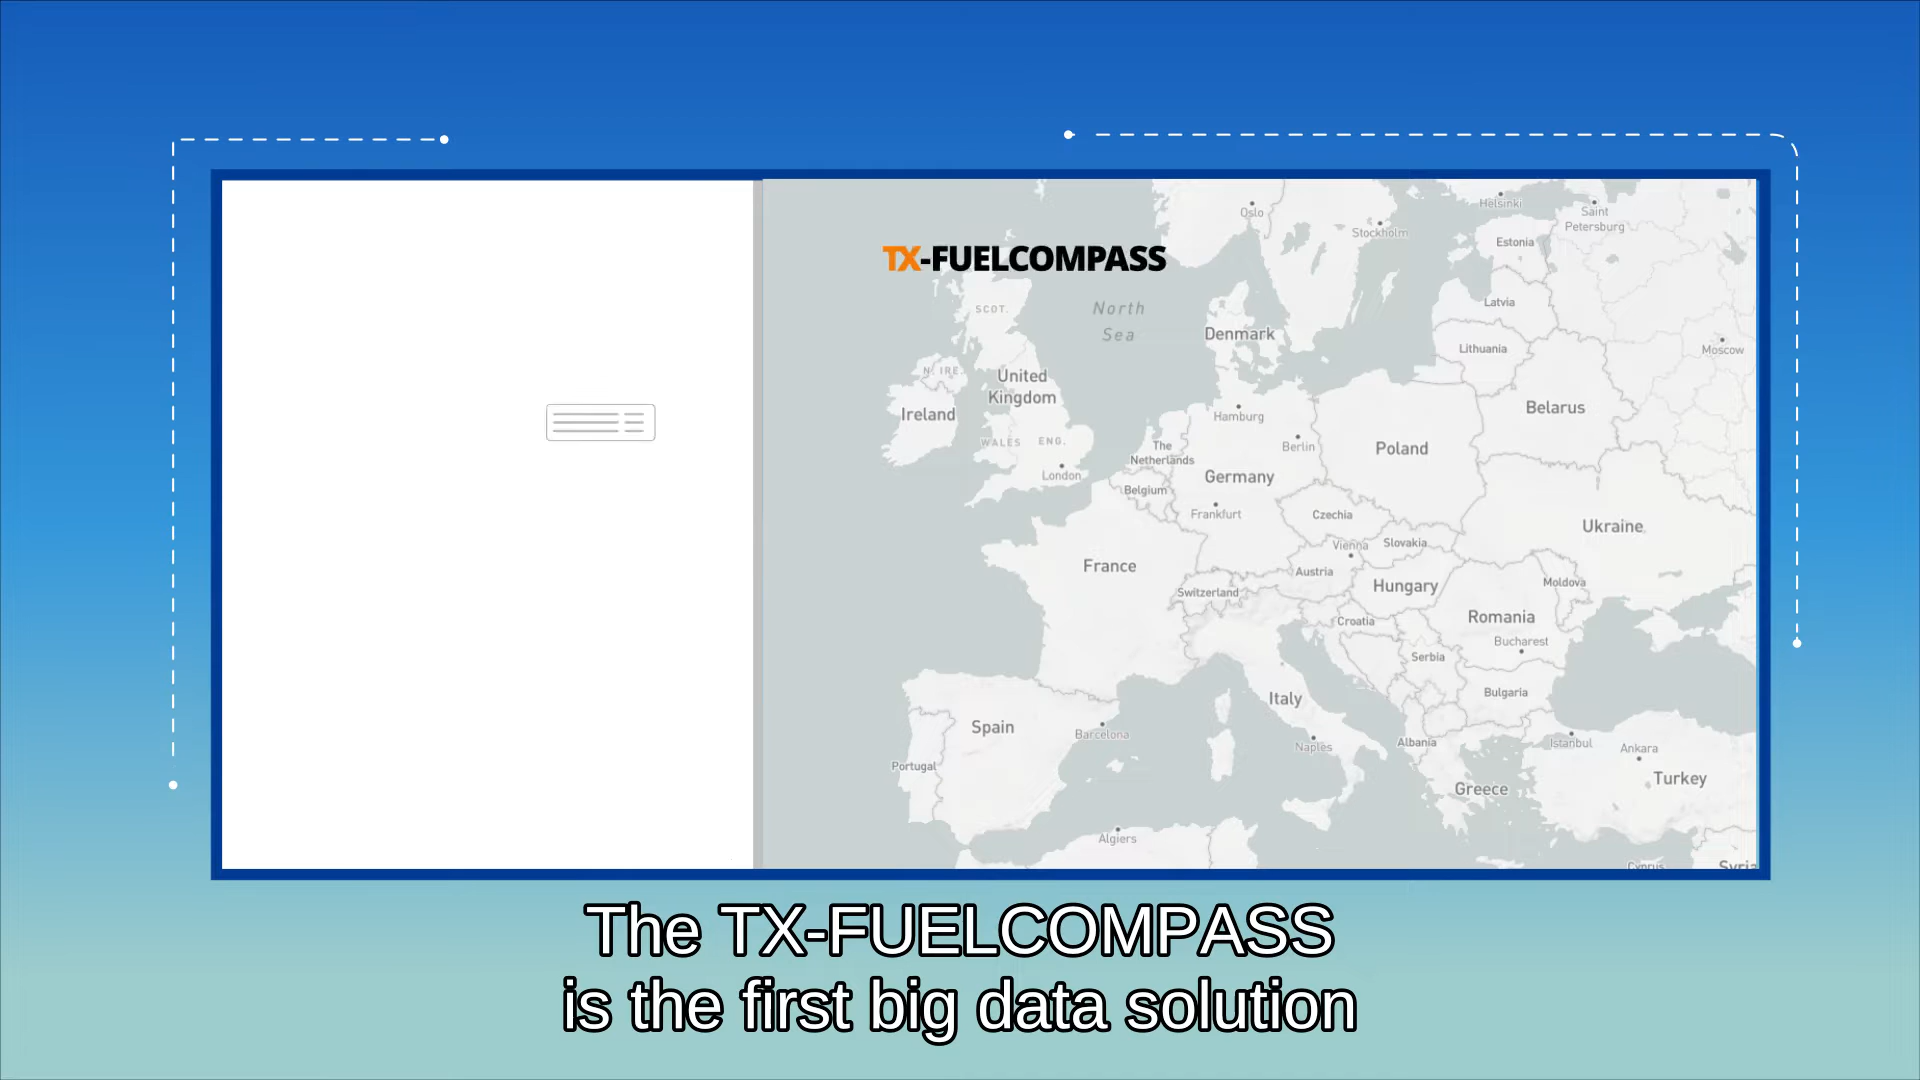 TX-FUELCOMPASS
Oslo
Stockholm
Helsinki
Saint
Petersburg
Estonia
SCOT.
North
Sea
Denmark
Latvia
Lithuania
Moscow
N. IRE.
United
Kingdom
Ireland
Hamburg
Belarus
WALES
ENG.
The
Netherlands
Berlin
Poland
London
Belgium
Germany
Frankfurt
Czechia
Ukraine
Vienna
Slovakia
France
Austria
Hungary
Moldova
Switzerland
Croatia
Romania
Bucharest
Serbia
Italy
Bulgaria
Spain
Barcelona
Naples
Albania
Istanbul
Ankara
Portugal
Turkey
Greece
Algiers
Cyprus
Syria
The TX-FUELCOMPASS
is the first big data solution